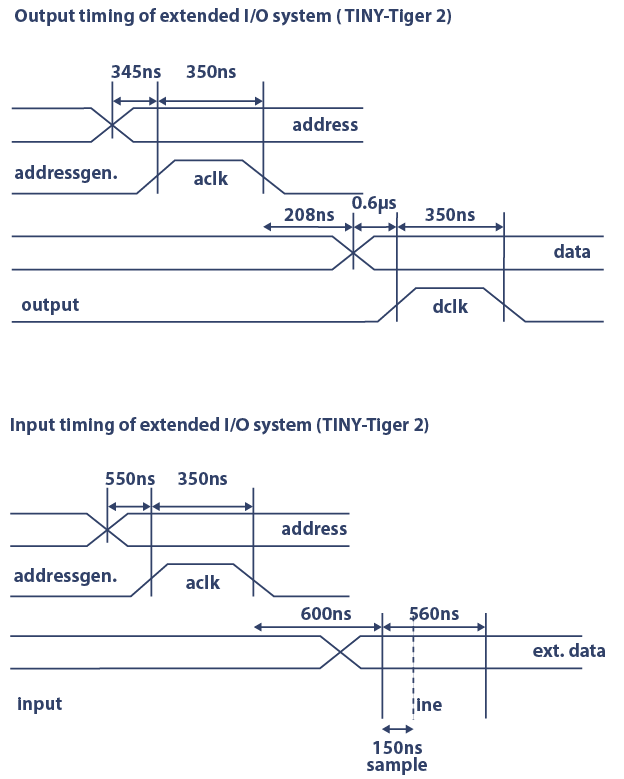 Output timing of extended I/O system ( TINY-Tiger 2)
345ns 350ns
address
addressgen.
aclk
208ns 0.6µs 350ns
data
output
dclk
Input timing of extended I/O system (TINY-Tiger 2)
550ns 350ns
address
addressgen.
aclk
600ns 560ns
ext. data
input
ine
150ns
sample